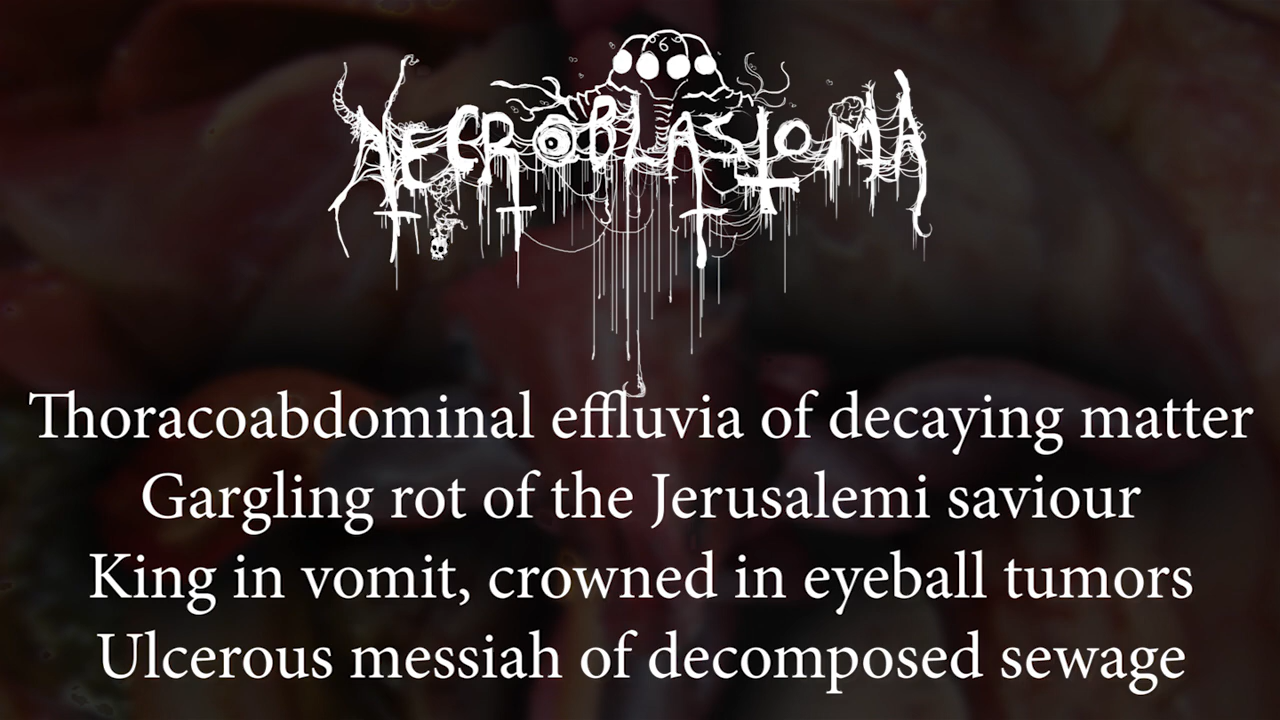 NECROBLASTOMA
Thoracoabdominal effluvia of decaying matter
Gargling rot of the Jerusalemi saviour
King in vomit, crowned in eyeball tumors
Ulcerous messiah of decomposed sewage